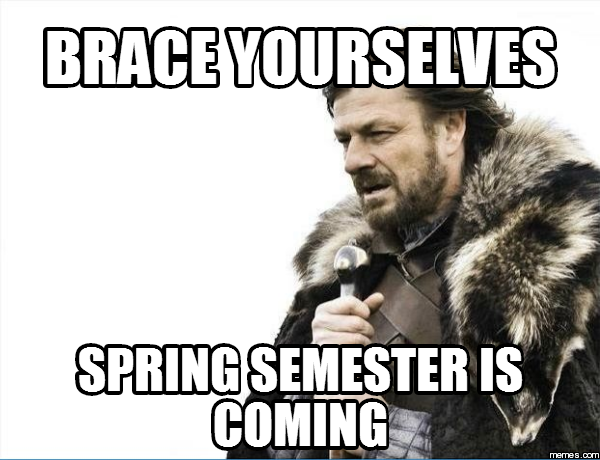 BRACE YOURSELVES
SPRING SEMESTER IS
COMING
memes.com